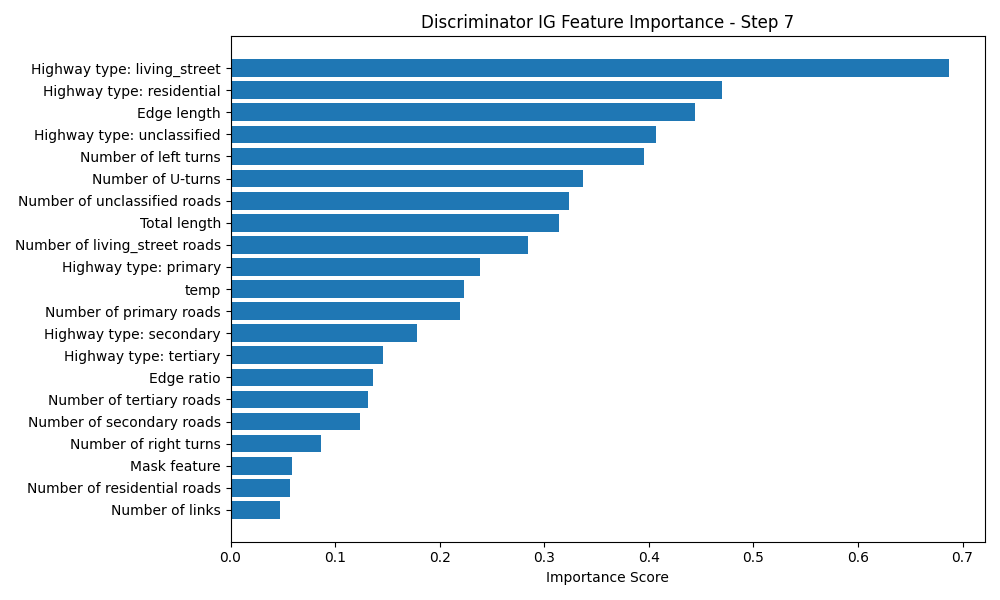 Discriminator IG Feature Importance - Step 7
Highway type: living_street
Highway type: residential
Edge length
Highway type: unclassified
Number of left turns
Number of U-turns
Number of unclassified roads
Total length
Number of living_street roads
Highway type: primary
temp
Number of primary roads
Highway type: secondary
Highway type: tertiary
Edge ratio
Number of tertiary roads
Number of secondary roads
Number of right turns
Mask feature
Number of residential roads
Number of links
0.0 0.1 0.2 0.3 0.4 0.5 0.6 0.7
Importance Score